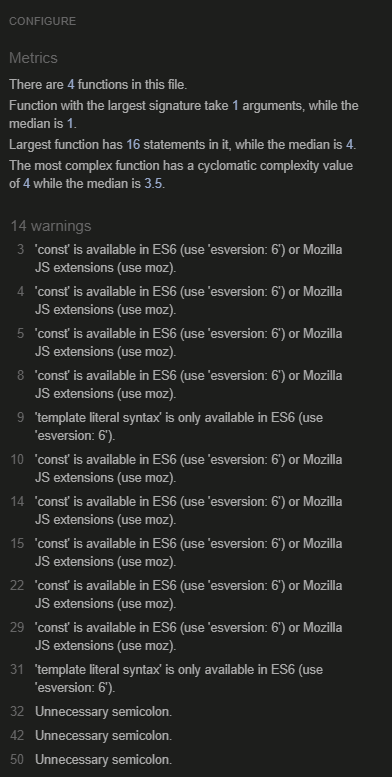 CONFIGURE
Metrics
There are 4 functions in this file.
Function with the largest signature take 1 arguments, while the
median is 1.
Largest function has 16 statements in it, while the median is 4.
The most complex function has a cyclomatic complexity value
of 4 while the median is 3.5.
14 warnings
3 'const' is available in ES6 (use 'esversion: 6') or Mozilla
JS extensions (use moz).
4 'const' is available in ES6 (use 'esversion: 6') or Mozilla
JS extensions (use moz).
5 'const' is available in ES6 (use 'esversion: 6') or Mozilla
JS extensions (use moz).
8 'const' is available in ES6 (use 'esversion: 6') or Mozilla
JS extensions (use moz).
9 'template literal syntax' is only available in ES6 (use
'esversion: 6').
10 'const' is available in ES6 (use 'esversion: 6') or Mozilla
JS extensions (use moz).
14 'const' is available in ES6 (use 'esversion: 6') or Mozilla
JS extensions (use moz).
15 'const' is available in ES6 (use 'esversion: 6') or Mozilla
JS extensions (use moz).
22 'const' is available in ES6 (use 'esversion: 6') or Mozilla
JS extensions (use moz).
29 'const' is available in ES6 (use 'esversion: 6') or Mozilla
JS extensions (use moz).
31 'template literal syntax' is only available in ES6 (use
'esversion: 6').
32 Unnecessary semicolon.
42 Unnecessary semicolon.
50 Unnecessary semicolon.